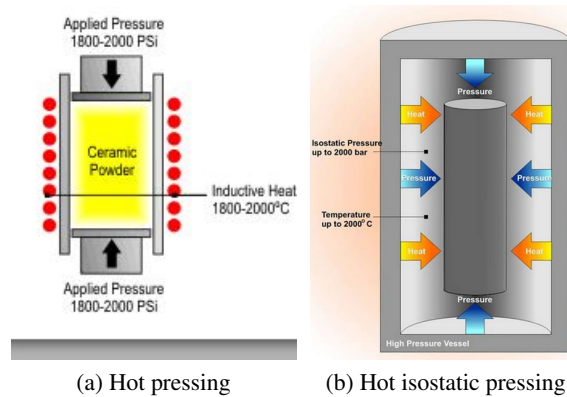 Applied Pressure
1800-2000 PSi
Ceramic
Powder
Inductive Heat
1800-2000°C
Applied Pressure
1800-2000 PSi
(a) Hot pressing
Pressure
Heat
Heat
Isostatic Pressure
up to 2000 bar
Pressure
Pressure
Temperature
up to 2000° C
Heat
Heat
Pressure
High Pressure Vessel
(b) Hot isostatic pressing